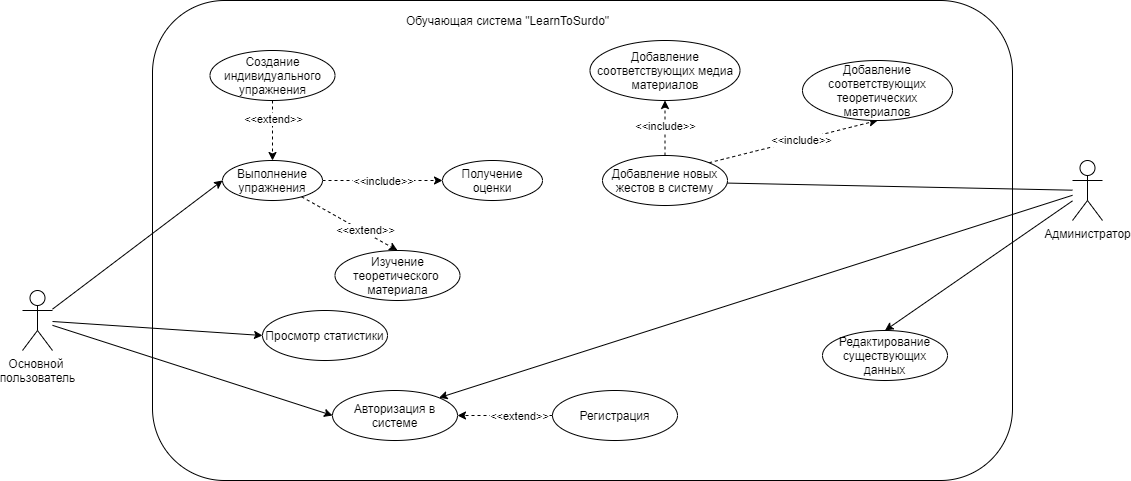 Обучающая система "LearnToSurdo"
Создание
индивидуального
упражнения
<<extend>>
Выполнение
упражнения
<<include>>
Получение
оценки
<<extend>>
Изучение
теоретического
материала
Добавление
соответствующих медиа
материалов
Добавление
соответствующих
теоретических
материалов
<<include>>
<<include>>
Добавление новых
жестов в систему
Администратор
Основной
пользователь
Просмотр статистики
Редактирование
существующих
данных
Авторизация в
системе
<<extend>>
Регистрация